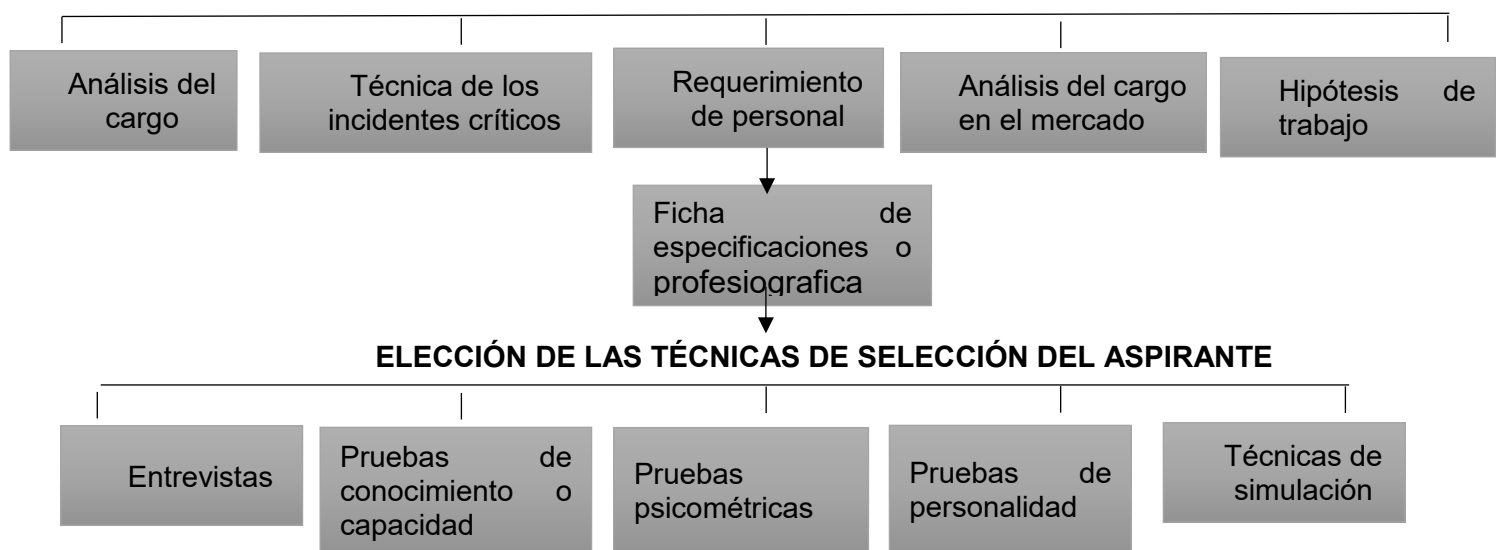 Análisis del
cargo
Técnica de los
incidentes críticos
Requerimiento
de personal
Análisis del cargo
en el mercado
Hipótesis de
trabajo
Ficha de
especificaciones o
profesiografica
ELECCIÓN DE LAS TÉCNICAS DE SELECCIÓN DEL ASPIRANTE
Entrevistas
Pruebas de
conocimiento o
capacidad
Pruebas
psicométricas
Pruebas de
personalidad
Técnicas de
simulación